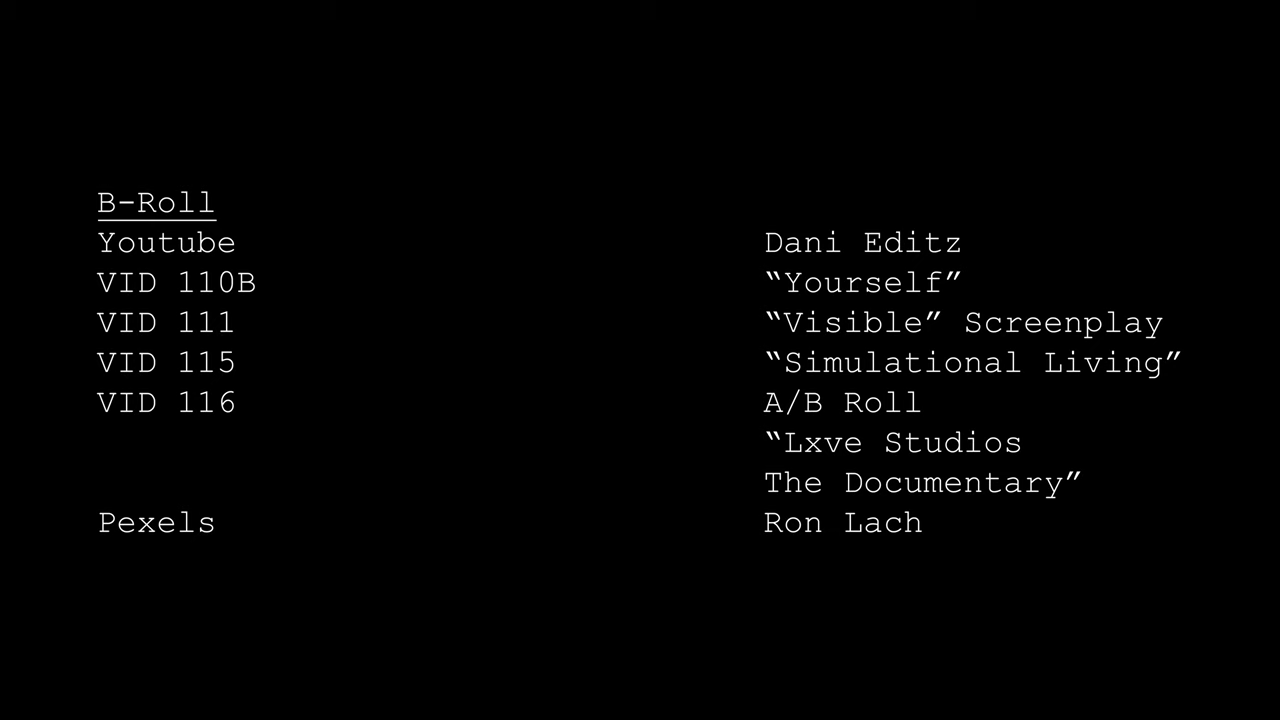 B-Roll
Youtube Dani Editz
VID 110B “Yourself”
VID 111 “Visible” Screenplay
VID 115 “Simulational Living”
VID 116 A/B Roll
“Lxve Studios
The Documentary”
Pexels Ron Lach